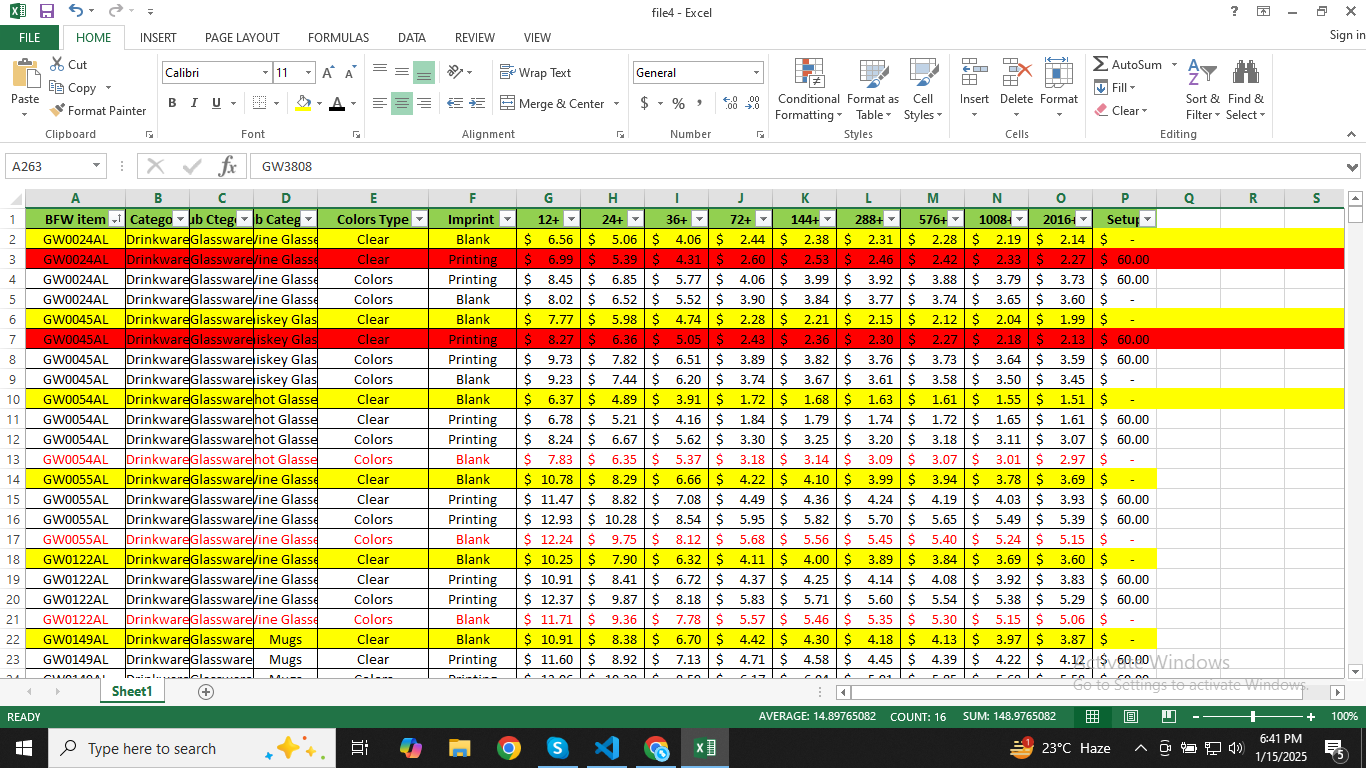 file4 - Excel
Sign in
FILE HOME INSERT PAGE LAYOUT FORMULAS DATA REVIEW VIEW
Paste Cut Copy Format Painter
Calibri 11
B I U
Wrap Text
Merge & Center
General
$ % ,
Conditional Formatting Format as Table Cell Styles
Insert Delete Format
AutoSum
Fill
Clear
Sort & Filter Find & Select
Clipboard Font Alignment Number Styles Cells Editing
A263 fx GW3808
A B C D E F G H I J K L M N O P Q R S
1 BFW item Catego ub Cteg b Categ Colors Type Imprint 12+ 24+ 36+ 72+ 144+ 288+ 576+ 1008+ 2016+ Setup
2 GW0024AL Drinkware Glassware Vine Glasse Clear Blank $ 6.56 $ 5.06 $ 4.06 $ 2.44 $ 2.38 $ 2.31 $ 2.28 $ 2.19 $ 2.14 $ -
3 GW0024AL Drinkware Glassware Vine Glasse Clear Printing $ 6.99 $ 5.39 $ 4.31 $ 2.60 $ 2.53 $ 2.46 $ 2.42 $ 2.33 $ 2.27 $ 60.00
4 GW0024AL Drinkware Glassware Vine Glasse Colors Printing $ 8.45 $ 6.85 $ 5.77 $ 4.06 $ 3.99 $ 3.92 $ 3.88 $ 3.79 $ 3.73 $ 60.00
5 GW0024AL Drinkware Glassware Vine Glasse Colors Blank $ 8.02 $ 6.52 $ 5.52 $ 3.90 $ 3.84 $ 3.77 $ 3.74 $ 3.65 $ 3.60 $ -
6 GW0045AL Drinkware Glassware iskey Glas Clear Blank $ 7.77 $ 5.98 $ 4.74 $ 2.28 $ 2.21 $ 2.15 $ 2.12 $ 2.04 $ 1.99 $ -
7 GW0045AL Drinkware Glassware iskey Glas Clear Printing $ 8.27 $ 6.36 $ 5.05 $ 2.43 $ 2.36 $ 2.30 $ 2.27 $ 2.18 $ 2.13 $ 60.00
8 GW0045AL Drinkware Glassware iskey Glas Colors Printing $ 9.73 $ 7.82 $ 6.51 $ 3.89 $ 3.82 $ 3.76 $ 3.73 $ 3.64 $ 3.59 $ 60.00
9 GW0045AL Drinkware Glassware iskey Glas Colors Blank $ 9.23 $ 7.44 $ 6.20 $ 3.74 $ 3.67 $ 3.61 $ 3.58 $ 3.50 $ 3.45 $ -
10 GW0054AL Drinkware Glassware hot Glasse Clear Blank $ 6.37 $ 4.89 $ 3.91 $ 1.72 $ 1.68 $ 1.63 $ 1.61 $ 1.55 $ 1.51 $ -
11 GW0054AL Drinkware Glassware hot Glasse Clear Printing $ 6.78 $ 5.21 $ 4.16 $ 1.84 $ 1.79 $ 1.74 $ 1.72 $ 1.65 $ 1.61 $ 60.00
12 GW0054AL Drinkware Glassware hot Glasse Colors Printing $ 8.24 $ 6.67 $ 5.62 $ 3.30 $ 3.25 $ 3.20 $ 3.18 $ 3.11 $ 3.07 $ 60.00
13 GW0054AL Drinkware Glassware hot Glasse Colors Blank $ 7.83 $ 6.35 $ 5.37 $ 3.18 $ 3.14 $ 3.09 $ 3.07 $ 3.01 $ 2.97 $ -
14 GW0055AL Drinkware Glassware Vine Glasse Clear Blank $ 10.78 $ 8.29 $ 6.66 $ 4.22 $ 4.10 $ 3.99 $ 3.94 $ 3.78 $ 3.69 $ -
15 GW0055AL Drinkware Glassware Vine Glasse Clear Printing $ 11.47 $ 8.82 $ 7.08 $ 4.49 $ 4.36 $ 4.24 $ 4.19 $ 4.03 $ 3.93 $ 60.00
16 GW0055AL Drinkware Glassware Vine Glasse Colors Printing $ 12.93 $ 10.28 $ 8.54 $ 5.95 $ 5.82 $ 5.70 $ 5.65 $ 5.49 $ 5.39 $ 60.00
17 GW0055AL Drinkware Glassware Vine Glasse Colors Blank $ 12.24 $ 9.75 $ 8.12 $ 5.68 $ 5.56 $ 5.45 $ 5.40 $ 5.24 $ 5.15 $ -
18 GW0122AL Drinkware Glassware Vine Glasse Clear Blank $ 10.25 $ 7.90 $ 6.32 $ 4.11 $ 4.00 $ 3.89 $ 3.84 $ 3.69 $ 3.60 $ -
19 GW0122AL Drinkware Glassware Vine Glasse Clear Printing $ 10.91 $ 8.41 $ 6.72 $ 4.37 $ 4.25 $ 4.14 $ 4.08 $ 3.92 $ 3.83 $ 60.00
20 GW0122AL Drinkware Glassware Vine Glasse Colors Printing $ 12.37 $ 9.87 $ 8.18 $ 5.83 $ 5.71 $ 5.60 $ 5.54 $ 5.38 $ 5.29 $ 60.00
21 GW0122AL Drinkware Glassware Vine Glasse Colors Blank $ 11.71 $ 9.36 $ 7.78 $ 5.57 $ 5.46 $ 5.35 $ 5.30 $ 5.15 $ 5.06 $ -
22 GW0149AL Drinkware Glassware Mugs Clear Blank $ 10.91 $ 8.38 $ 6.70 $ 4.42 $ 4.30 $ 4.18 $ 4.13 $ 3.97 $ 3.87 $ -
23 GW0149AL Drinkware Glassware Mugs Clear Printing $ 11.60 $ 8.92 $ 7.13 $ 4.71 $ 4.58 $ 4.45 $ 4.39 $ 4.22 $ 4.12 $ 60.00
Activate Windows
Go to Settings to activate Windows.
Sheet1
READY AVERAGE: 14.89765082 COUNT: 16 SUM: 148.9765082 100%
Type here to search 23°C Haze 6:41 PM
1/15/2025 5